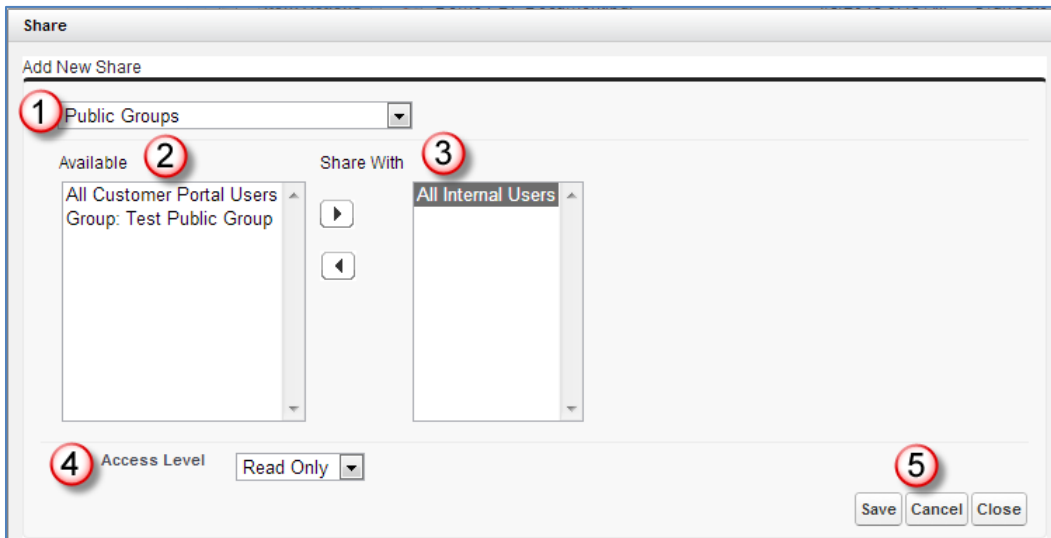 Share
Add New Share
1 Public Groups
Available 2 Share With 3
All Customer Portal Users
Group: Test Public Group
All Internal Users
4 Access Level Read Only
5
Save Cancel Close